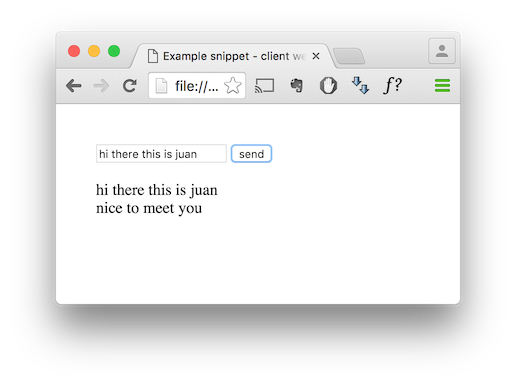 Example snippet - client we
file://...
f?
hi there this is juan
send
hi there this is juan
nice to meet you